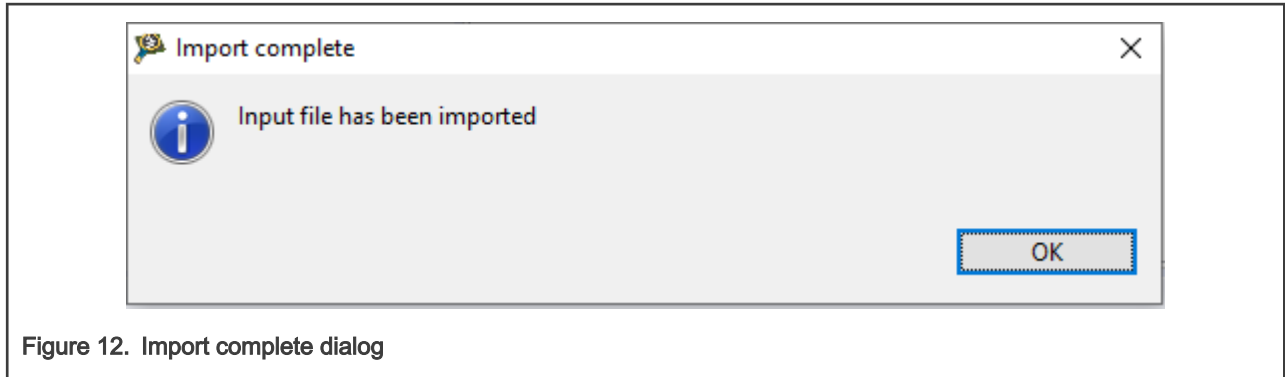 Import complete
Input file has been imported
OK
Figure 12. Import complete dialog